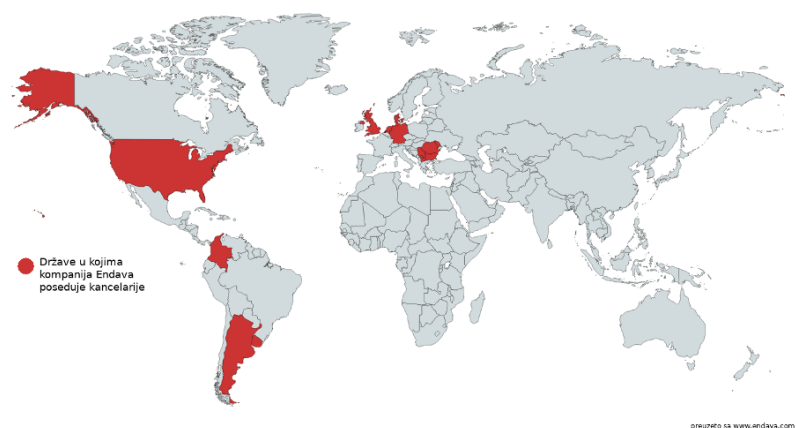 Države u kojima
kompanija Endava
poseduje kancelarije
preuzeto sa www.endava.com